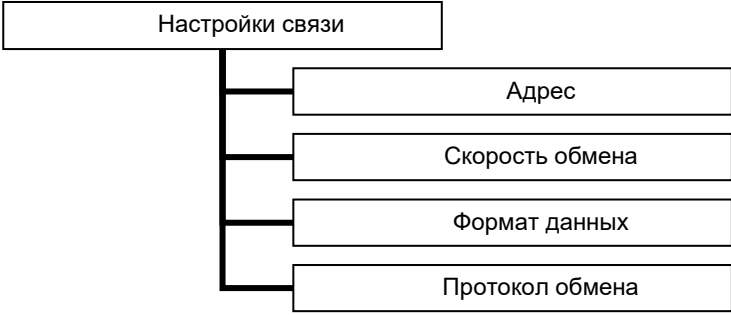 Настройки связи
Адрес
Скорость обмена
Формат данных
Протокол обмена